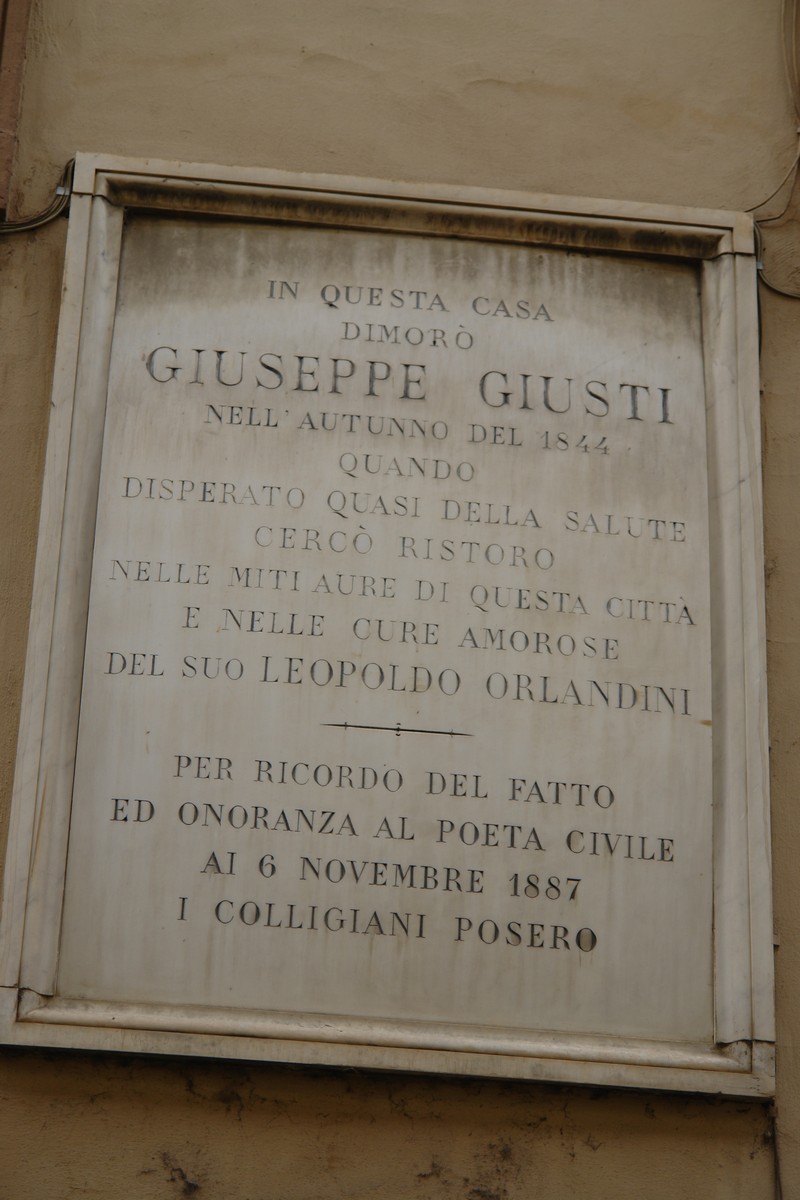 IN QUESTA CASA
DIMORÒ
GIUSEPPE GIUSTI
NELL'AUTUNNO DEL 1844
QUANDO
DISPERATO QUASI DELLA SALUTE
CERCÒ RISTORO
NELLE MITI AURE DI QUESTA CITTÀ
E NELLE CURE AMOROSE
DEL SUO LEOPOLDO ORLANDINI
PER RICORDO DEL FATTO
ED ONORANZA AL POETA CIVILE
AI 6 NOVEMBRE 1887
I COLLIGIANI POSERO